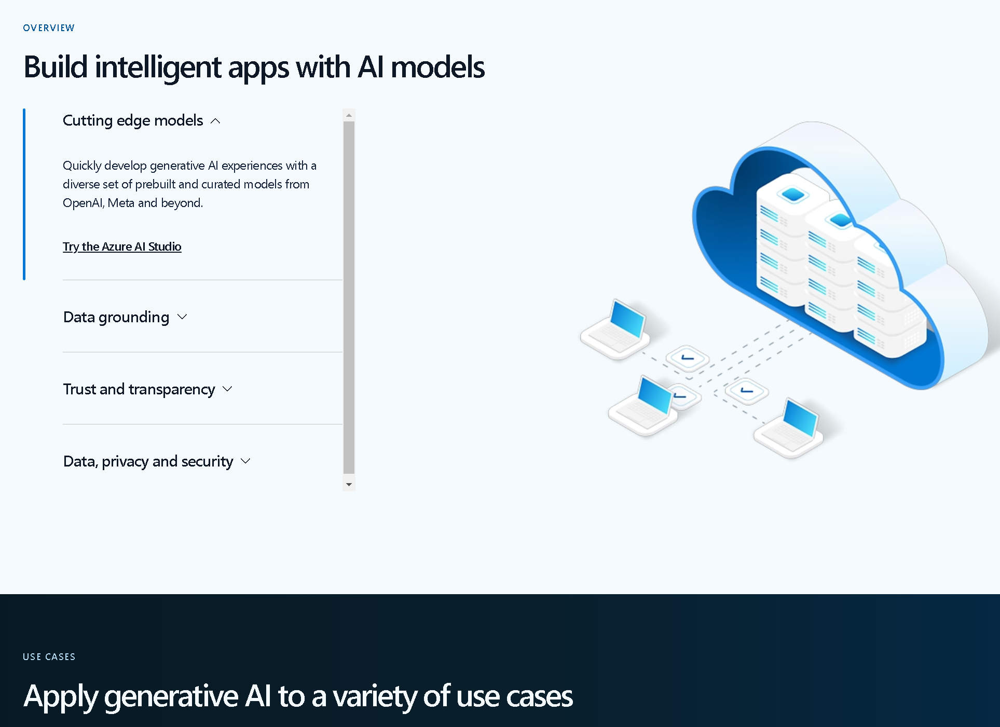 OVERVIEW
Build intelligent apps with AI models
Cutting edge models
Quickly develop generative AI experiences with a
diverse set of prebuilt and curated models from
OpenAI, Meta and beyond.
Try the Azure AI Studio
Data grounding
Trust and transparency
Data, privacy and security
USE CASES
Apply generative AI to a variety of use cases